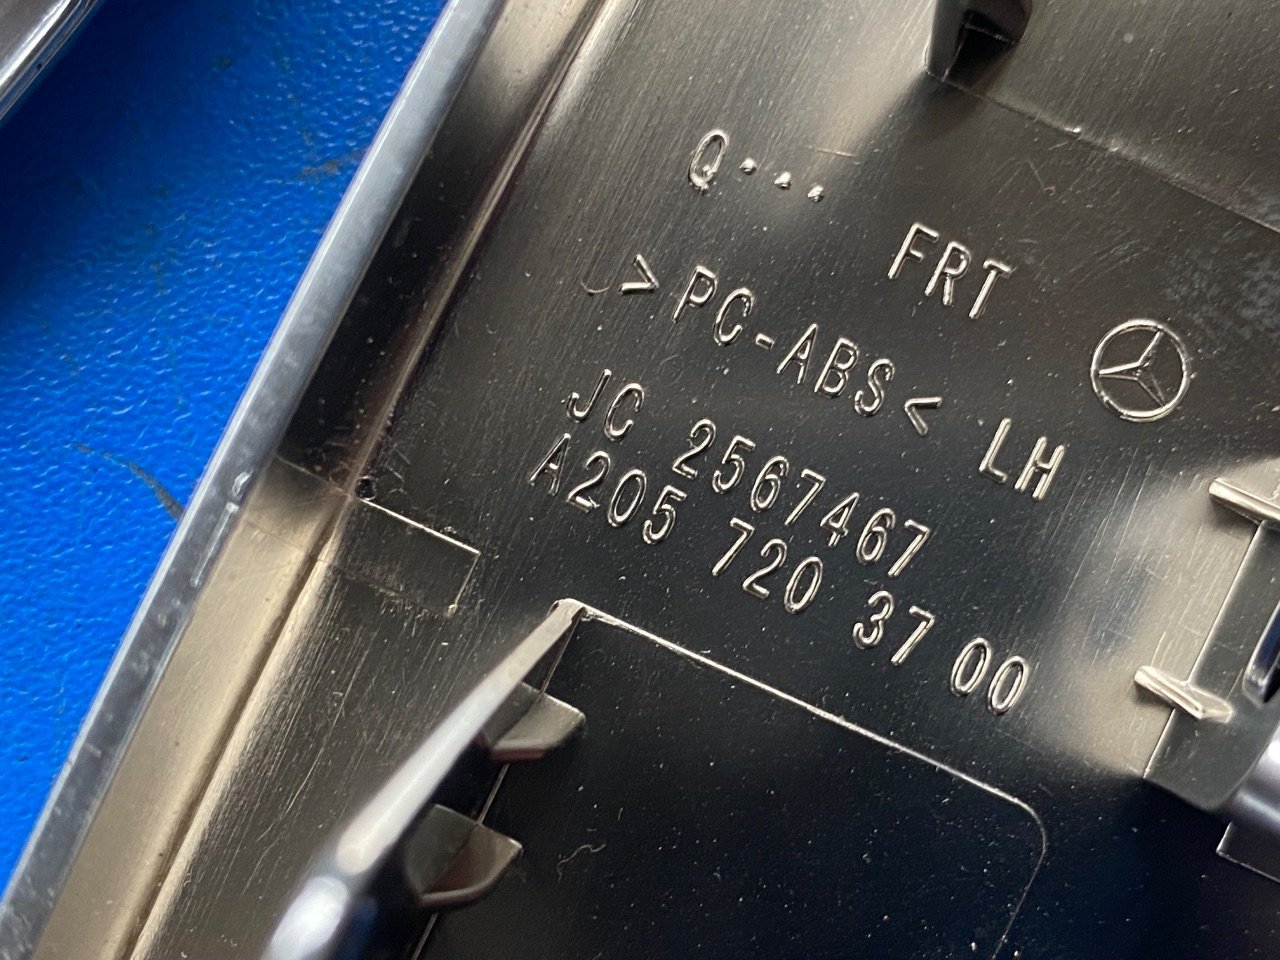 Q...
FRT
>PC-ABS<
LH
JC 2567467
A205 720 37 00